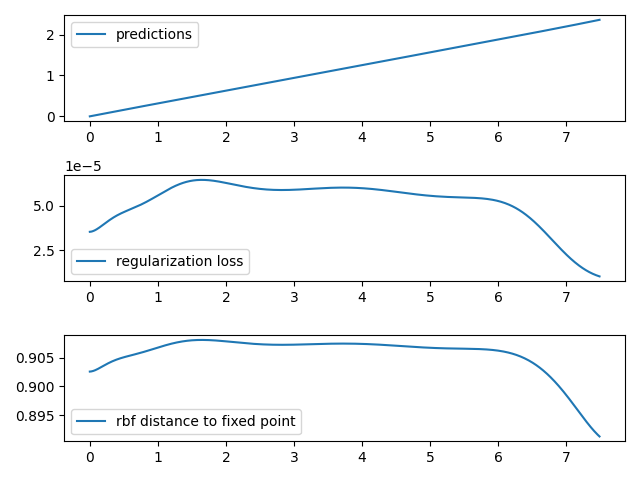 2
1
0
predictions
0 1 2 3 4 5 6 7
1e−5
5.0
2.5
regularization loss
0 1 2 3 4 5 6 7
0.905
0.900
0.895
rbf distance to fixed point
0 1 2 3 4 5 6 7